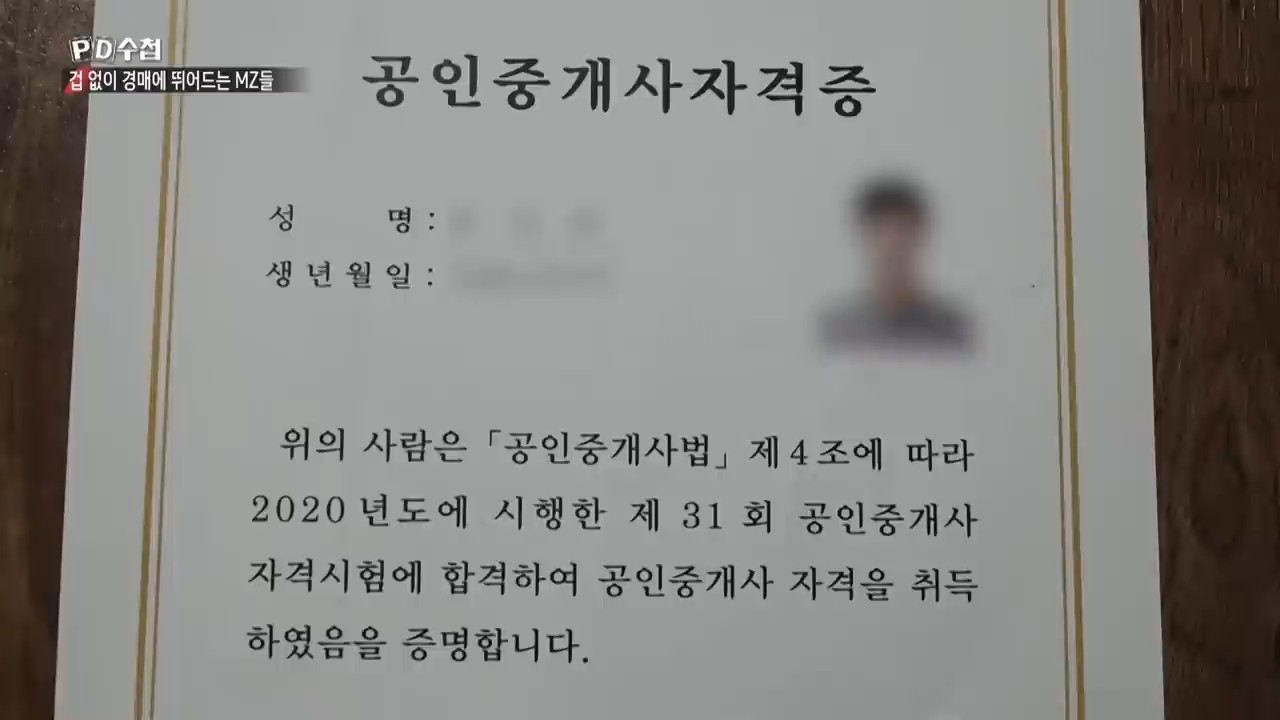 PD수첩
겁 없이 경매에 뛰어드는 MZ들
공인중개사자격증
성 명 :
생년월일 :
위의 사람은 「공인중개사법」 제4조에 따라
2020년도에 시행한 제 31 회 공인중개사
자격시험에 합격하여 공인중개사 자격을 취득
하였음을 증명합니다.